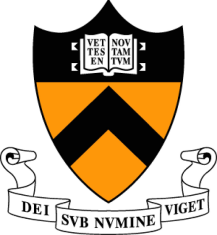 VET NOV
TES TAM
EN TVM
DEI SVB NVMINE VIGET